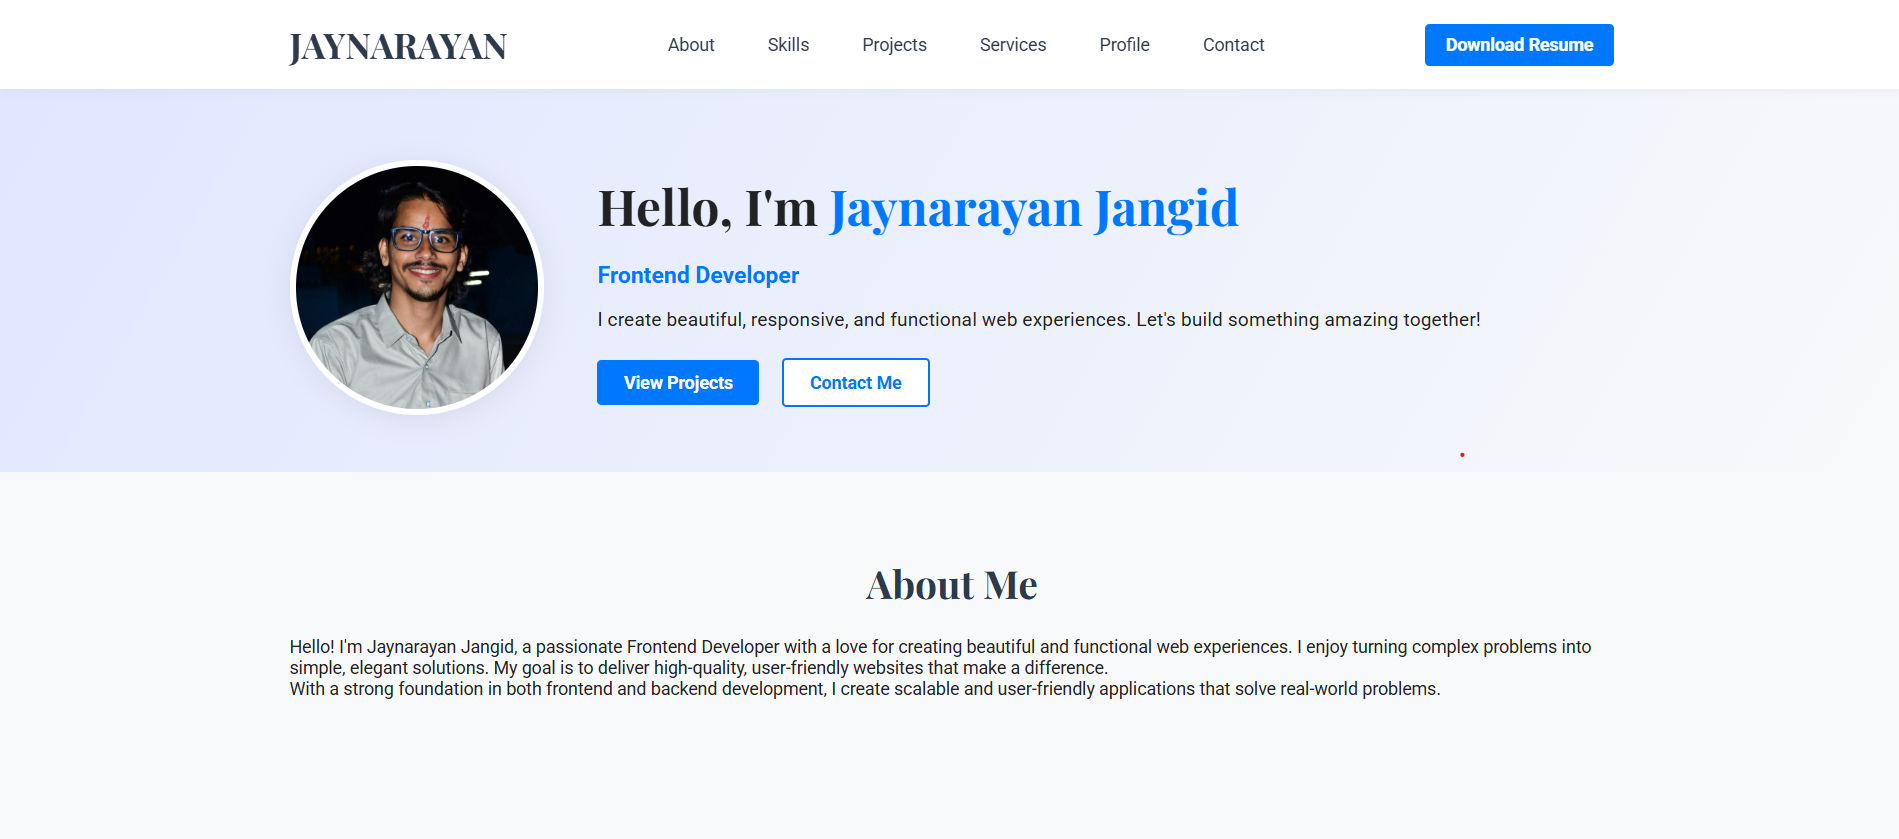 JAYNARAYAN
About
Skills
Projects
Services
Profile
Contact
Download Resume
Hello, I'm Jaynarayan Jangid
Frontend Developer
I create beautiful, responsive, and functional web experiences. Let's build something amazing together!
View Projects
Contact Me
About Me
Hello! I'm Jaynarayan Jangid, a passionate Frontend Developer with a love for creating beautiful and functional web experiences. I enjoy turning complex problems into
simple, elegant solutions. My goal is to deliver high-quality, user-friendly websites that make a difference.
With a strong foundation in both frontend and backend development, I create scalable and user-friendly applications that solve real-world problems.